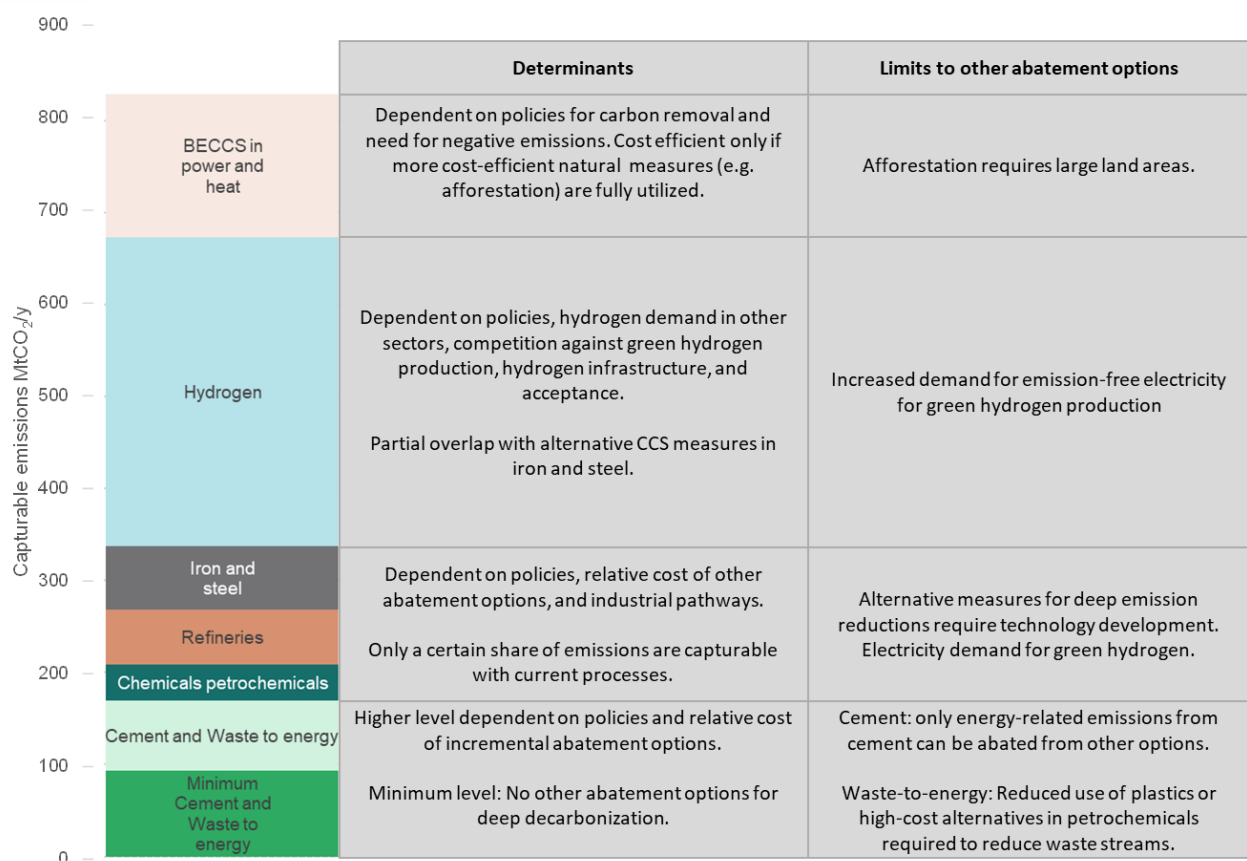 900
800
700
600
500
400
300
200
100
0
Capturable emissions MtCO₂/y
BECCS in
power and
heat
Hydrogen
Iron and
steel
Refineries
Chemicals petrochemicals
Cement and Waste to energy
Minimum
Cement and
Waste to
energy
Determinants
Limits to other abatement options
Dependent on policies for carbon removal and
need for negative emissions. Cost efficient only if
more cost-efficient natural measures (e.g.
afforestation) are fully utilized.
Afforestation requires large land areas.
Dependent on policies, hydrogen demand in other
sectors, competition against green hydrogen
production, hydrogen infrastructure, and
acceptance.
Partial overlap with alternative CCS measures in
iron and steel.
Increased demand for emission-free electricity
for green hydrogen production
Dependent on policies, relative cost of other
abatement options, and industrial pathways.
Only a certain share of emissions are capturable
with current processes.
Alternative measures for deep emission
reductions require technology development.
Electricity demand for green hydrogen.
Higher level dependent on policies and relative cost
of incremental abatement options.
Minimum level: No other abatement options for
deep decarbonization.
Cement: only energy-related emissions from
cement can be abated from other options.
Waste-to-energy: Reduced use of plastics or
high-cost alternatives in petrochemicals
required to reduce waste streams.